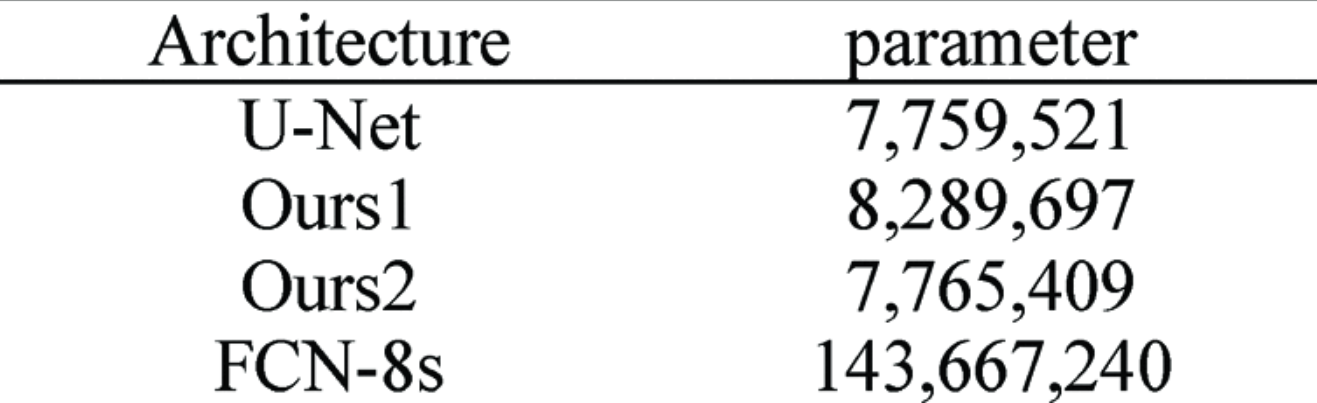 Architecture parameter
U-Net 7,759,521
Ours1 8,289,697
Ours2 7,765,409
FCN-8s 143,667,240